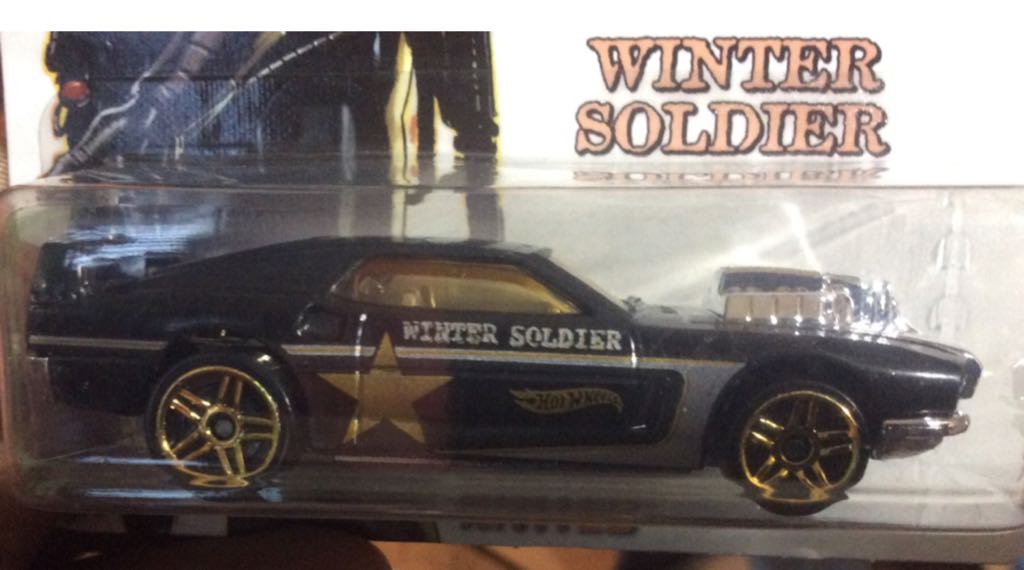 WINTER
SOLDIER
WINTER SOLDIER
HOT WHEELS